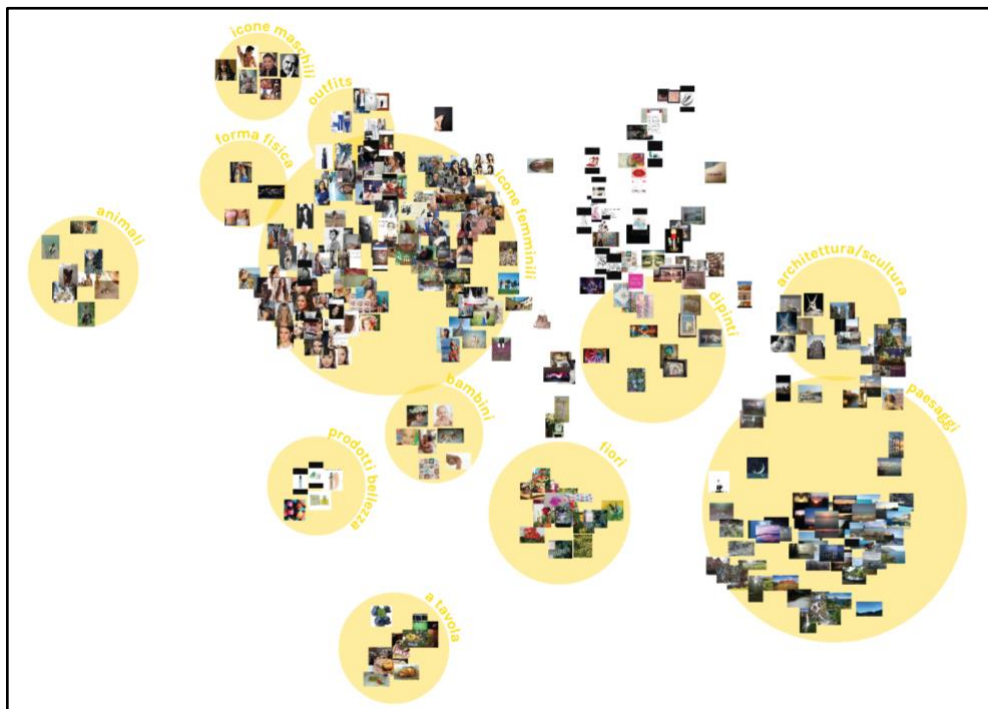 icone maschili
outfits
forma fisica
icone femminili
animali
architettura/scultura
dipinti
paesaggi
bambini
prodotti bellezza
fiori
a tavola